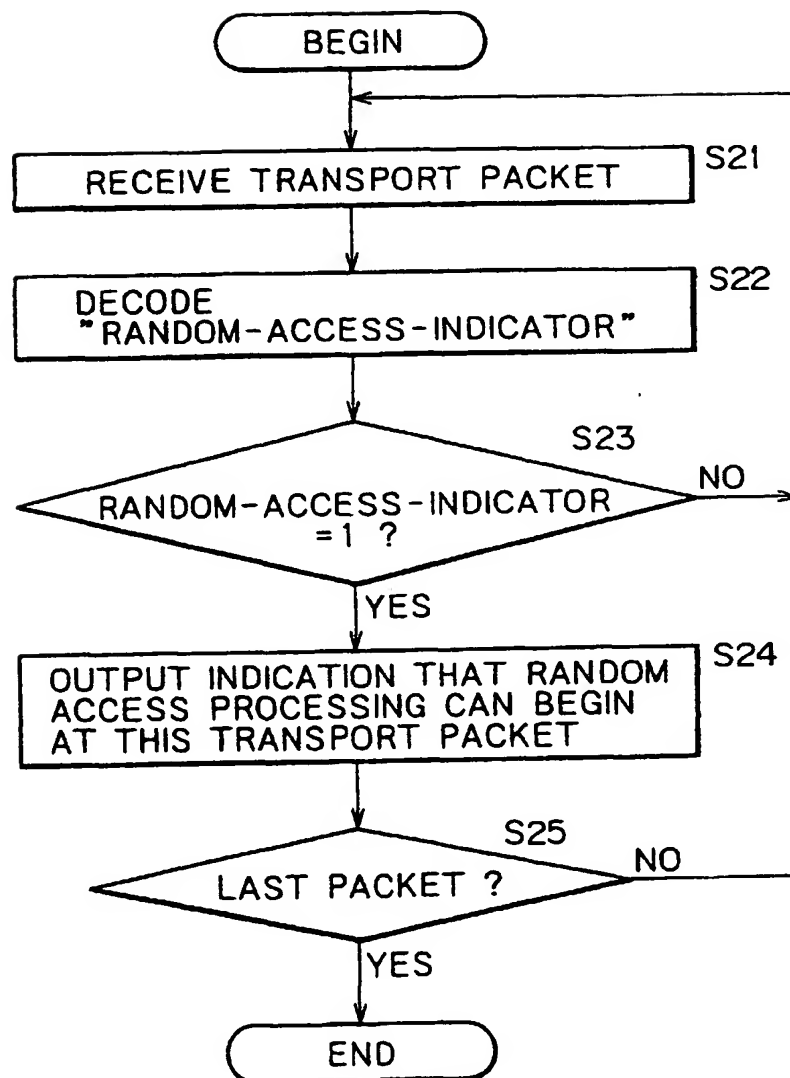 BEGIN
RECEIVE TRANSPORT PACKET
S21
DECODE
"RANDOM-ACCESS-INDICATOR"
S22
S23
RANDOM-ACCESS-INDICATOR
=1 ?
NO
YES
OUTPUT INDICATION THAT RANDOM
ACCESS PROCESSING CAN BEGIN
AT THIS TRANSPORT PACKET
S24
S25
LAST PACKET ?
NO
YES
END